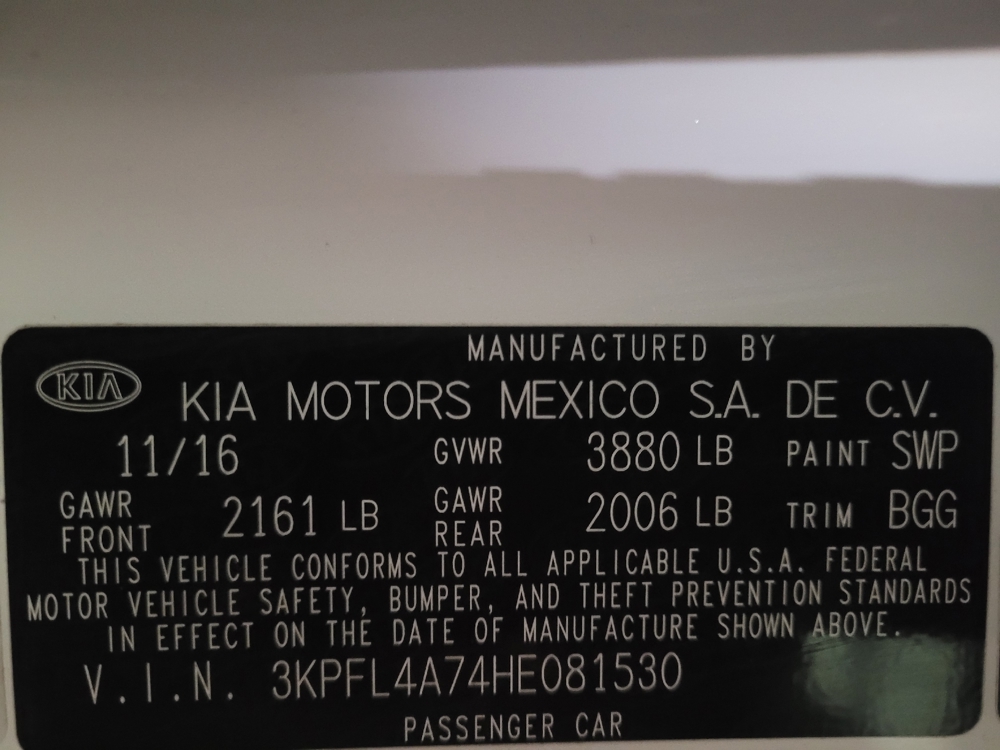 MANUFACTURED BY
KIA KIA MOTORS MEXICO S.A. DE C.V.
11/16 GVWR 3880 LB PAINT SWP
GAWR FRONT 2161 LB GAWR REAR 2006 LB TRIM BGG
THIS VEHICLE CONFORMS TO ALL APPLICABLE U.S.A. FEDERAL
MOTOR VEHICLE SAFETY, BUMPER, AND THEFT PREVENTION STANDARDS
IN EFFECT ON THE DATE OF MANUFACTURE SHOWN ABOVE.
V.I.N. 3KPFL4A74HE081530
PASSENGER CAR